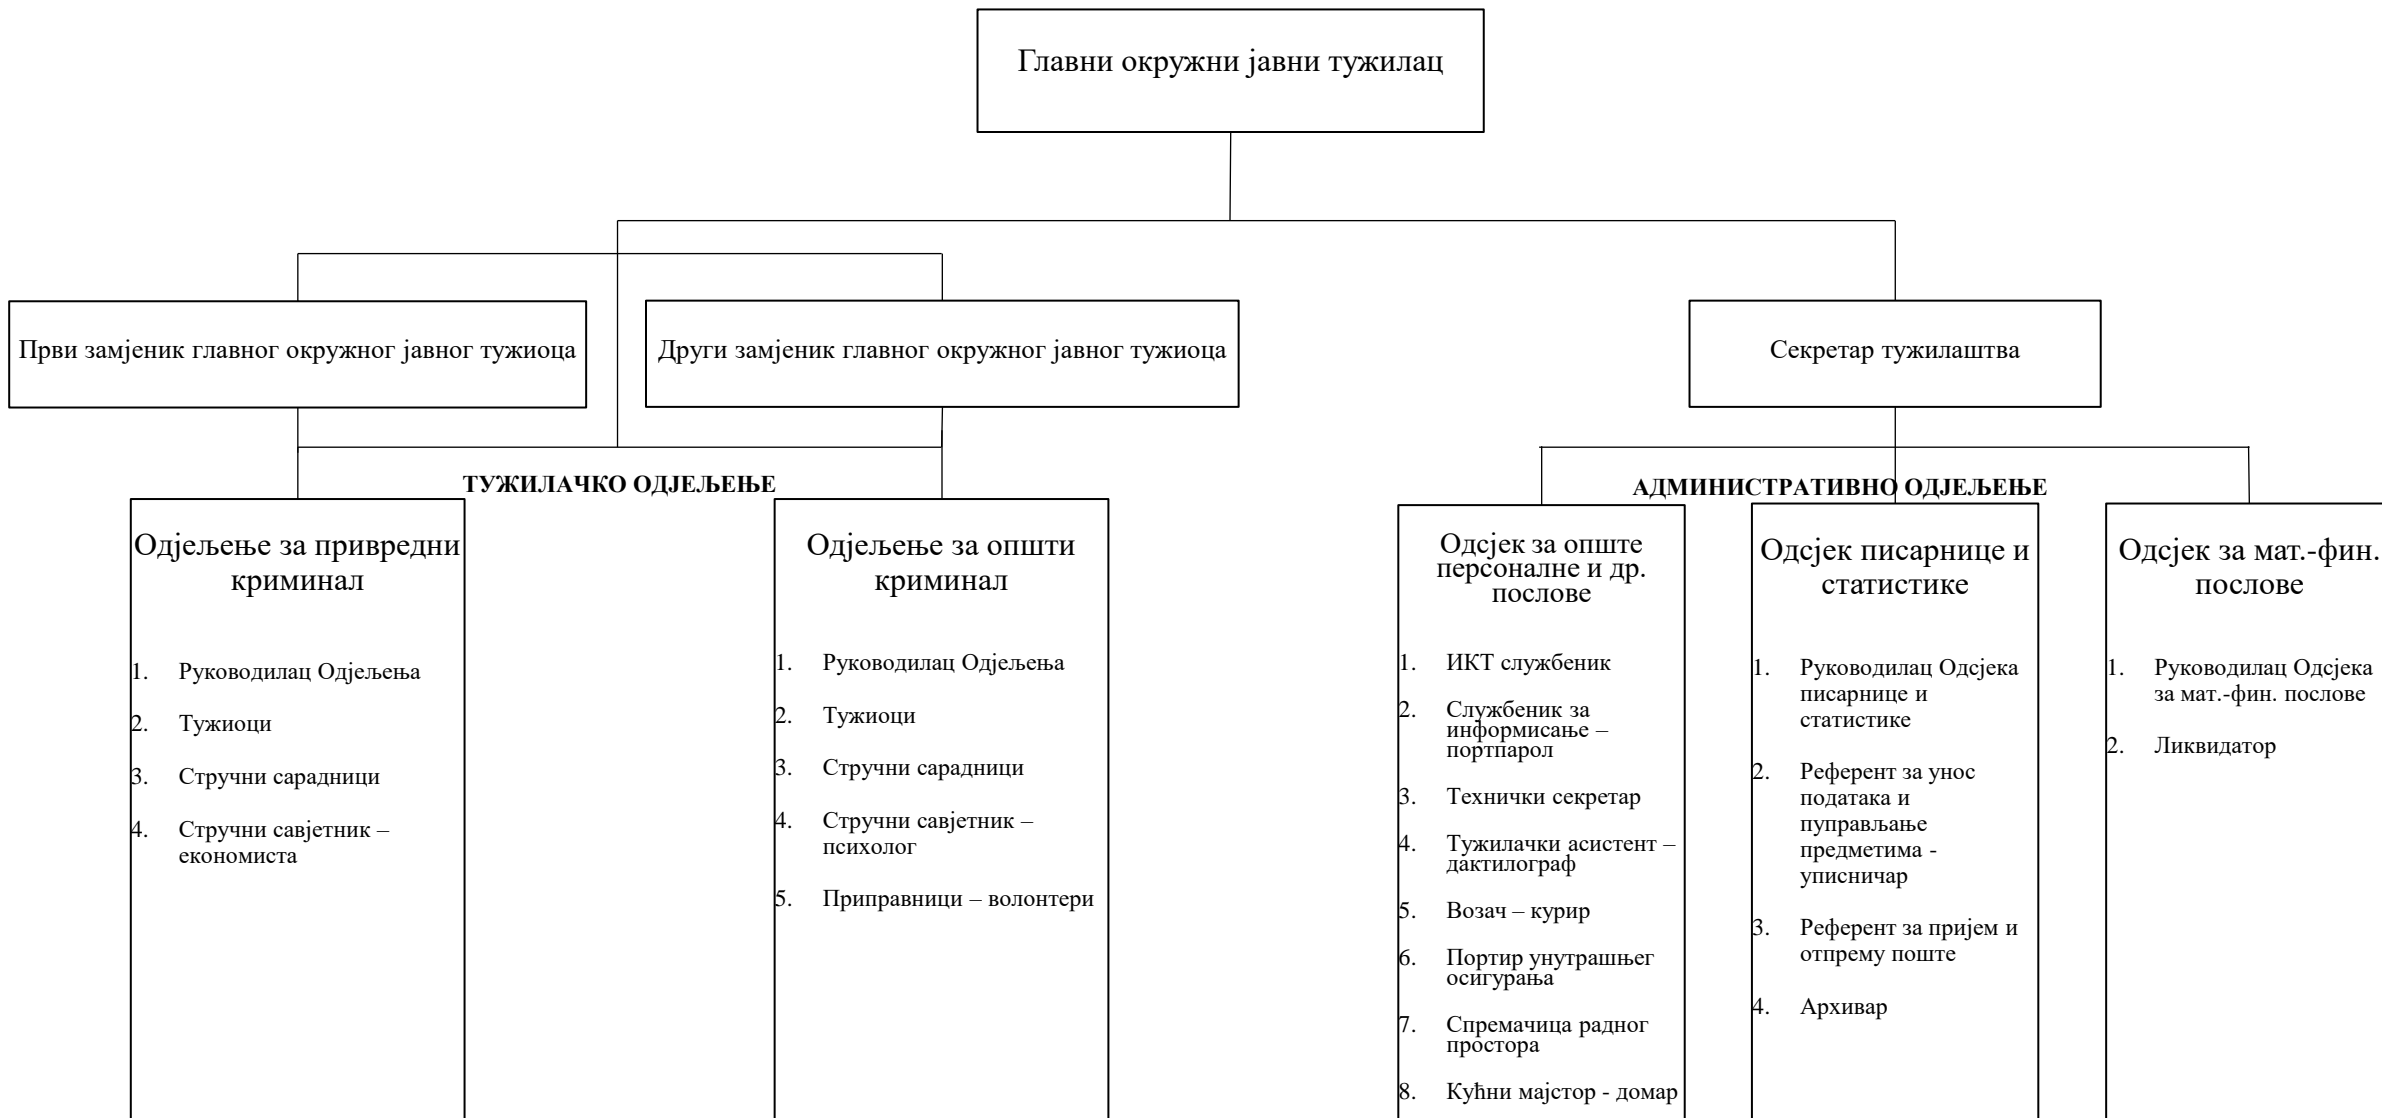 Главни окружни јавни тужилац
Први замјеник главног окружног јавног тужиоца
Други замјеник главног окружног јавног тужиоца
Секретар тужилаштва
ТУЖИЛАЧКО ОДЈЕЉЕЊЕ
АДМИНИСТРАТИВНО ОДЈЕЉЕЊЕ
Одјељење за привредни
криминал
1. Руководилац Одјељења
2. Тужиоци
3. Стручни сарадници
4. Стручни савјетник –
економиста
Одјељење за општи
криминал
1. Руководилац Одјељења
2. Тужиоци
3. Стручни сарадници
4. Стручни савјетник –
психолог
5. Приправници – волонтери
Одсјек за опште
персоналне и др.
послове
1. ИКТ службеник
2. Службеник за
информисање –
портпарол
3. Технички секретар
4. Тужилачки асистент –
дактилограф
5. Возач – курир
6. Портир унутрашњег
осигурања
7. Спремачица радног
простора
8. Кућни мајстор - домар
Одсјек писарнице и
статистике
1. Руководилац Одсјека
писарнице и
статистике
2. Референт за унос
података и
пуправљање
предметима -
уписничар
3. Референт за пријем и
отпрему поште
4. Архивар
Одсјек за мат.-фин.
послове
1. Руководилац Одсјека
за мат.-фин. послове
2. Ликвидатор